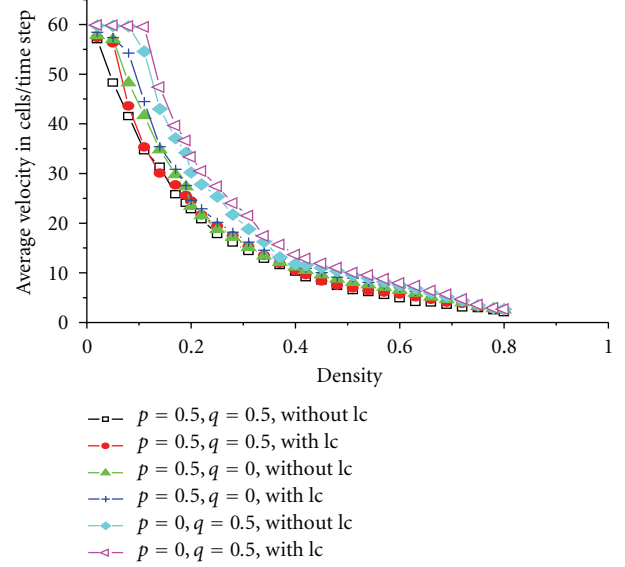 60
50
40
30
20
10
0
Average velocity in cells/time step
0
0.2
0.4
0.6
0.8
1
Density
p = 0.5, q = 0.5, without lc
p = 0.5, q = 0.5, with lc
p = 0.5, q = 0, without lc
p = 0.5, q = 0, with lc
p = 0, q = 0.5, without lc
p = 0, q = 0.5, with lc